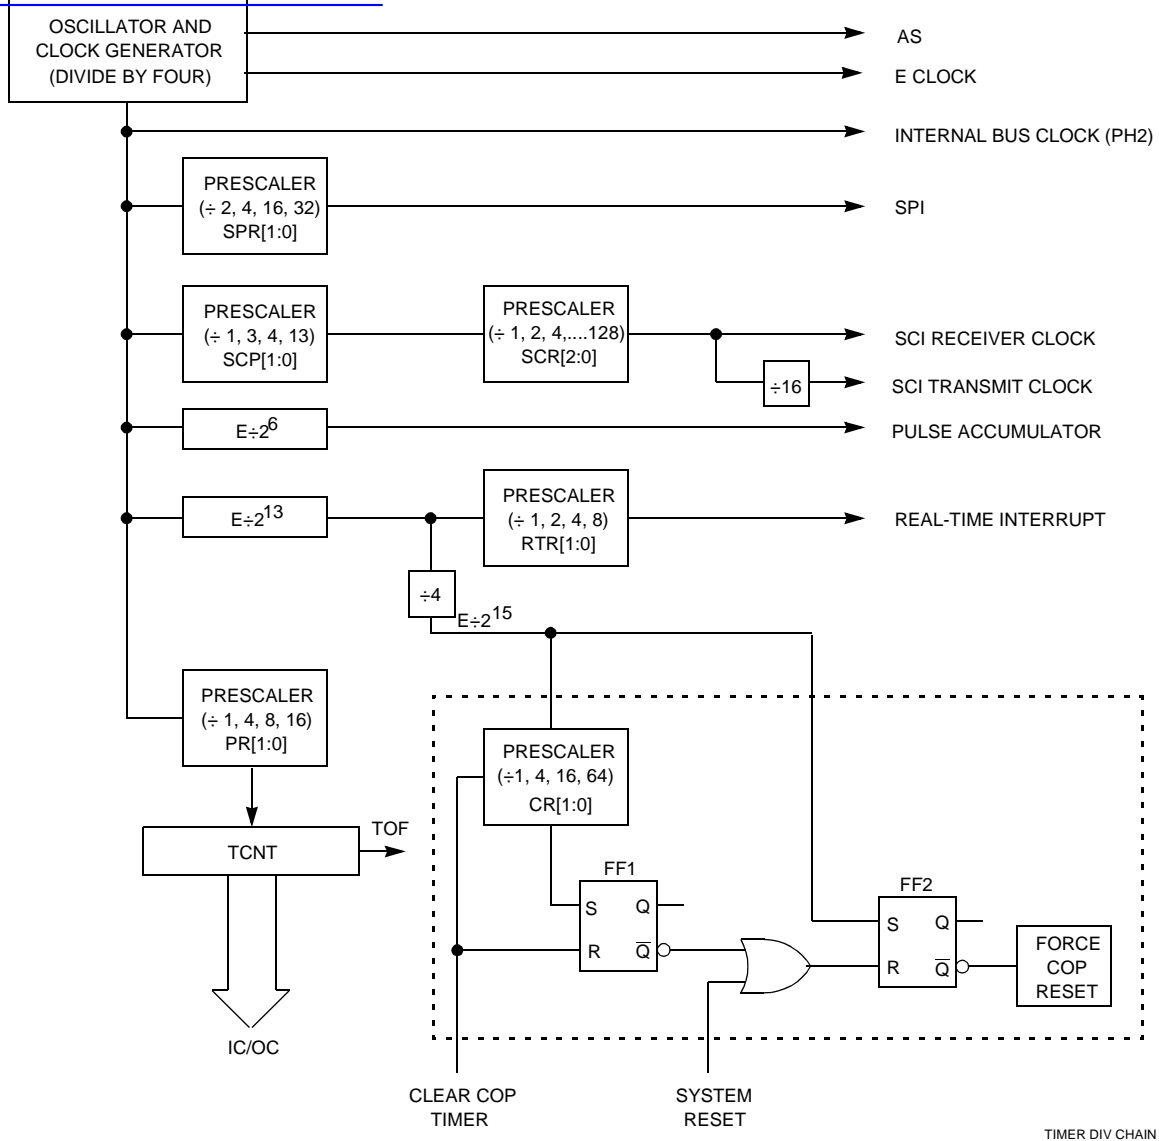 OSCILLATOR AND
CLOCK GENERATOR
(DIVIDE BY FOUR)
AS
E CLOCK
INTERNAL BUS CLOCK (PH2)
PRESCALER
(÷ 2, 4, 16, 32)
SPR[1:0]
SPI
PRESCALER
(÷ 1, 3, 4, 13)
SCP[1:0]
PRESCALER
(÷ 1, 2, 4,....128)
SCR[2:0]
SCI RECEIVER CLOCK
÷16
SCI TRANSMIT CLOCK
E÷2⁶
PULSE ACCUMULATOR
E÷2¹³
PRESCALER
(÷ 1, 2, 4, 8)
RTR[1:0]
REAL-TIME INTERRUPT
÷4
E÷2¹⁵
PRESCALER
(÷ 1, 4, 8, 16)
PR[1:0]
PRESCALER
(÷1, 4, 16, 64)
CR[1:0]
TOF
TCNT
FF1
S Q
R Q̅
FF2
S Q
R Q̅
FORCE
COP
RESET
IC/OC
CLEAR COP
TIMER
SYSTEM
RESET
TIMER DIV CHAIN